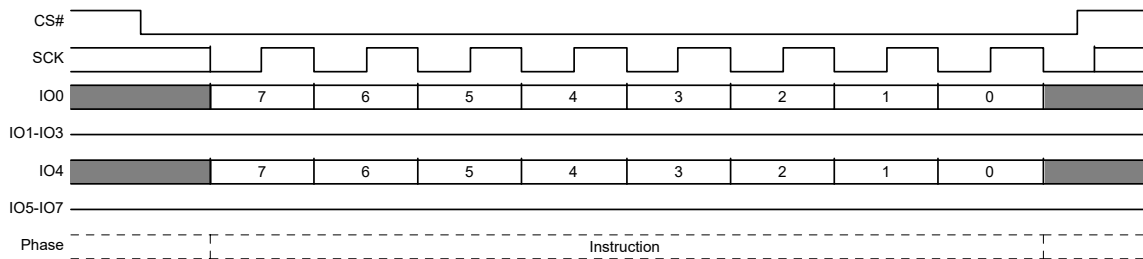 CS#
SCK
IO0 7 6 5 4 3 2 1 0
IO1-IO3
IO4 7 6 5 4 3 2 1 0
IO5-IO7
Phase Instruction